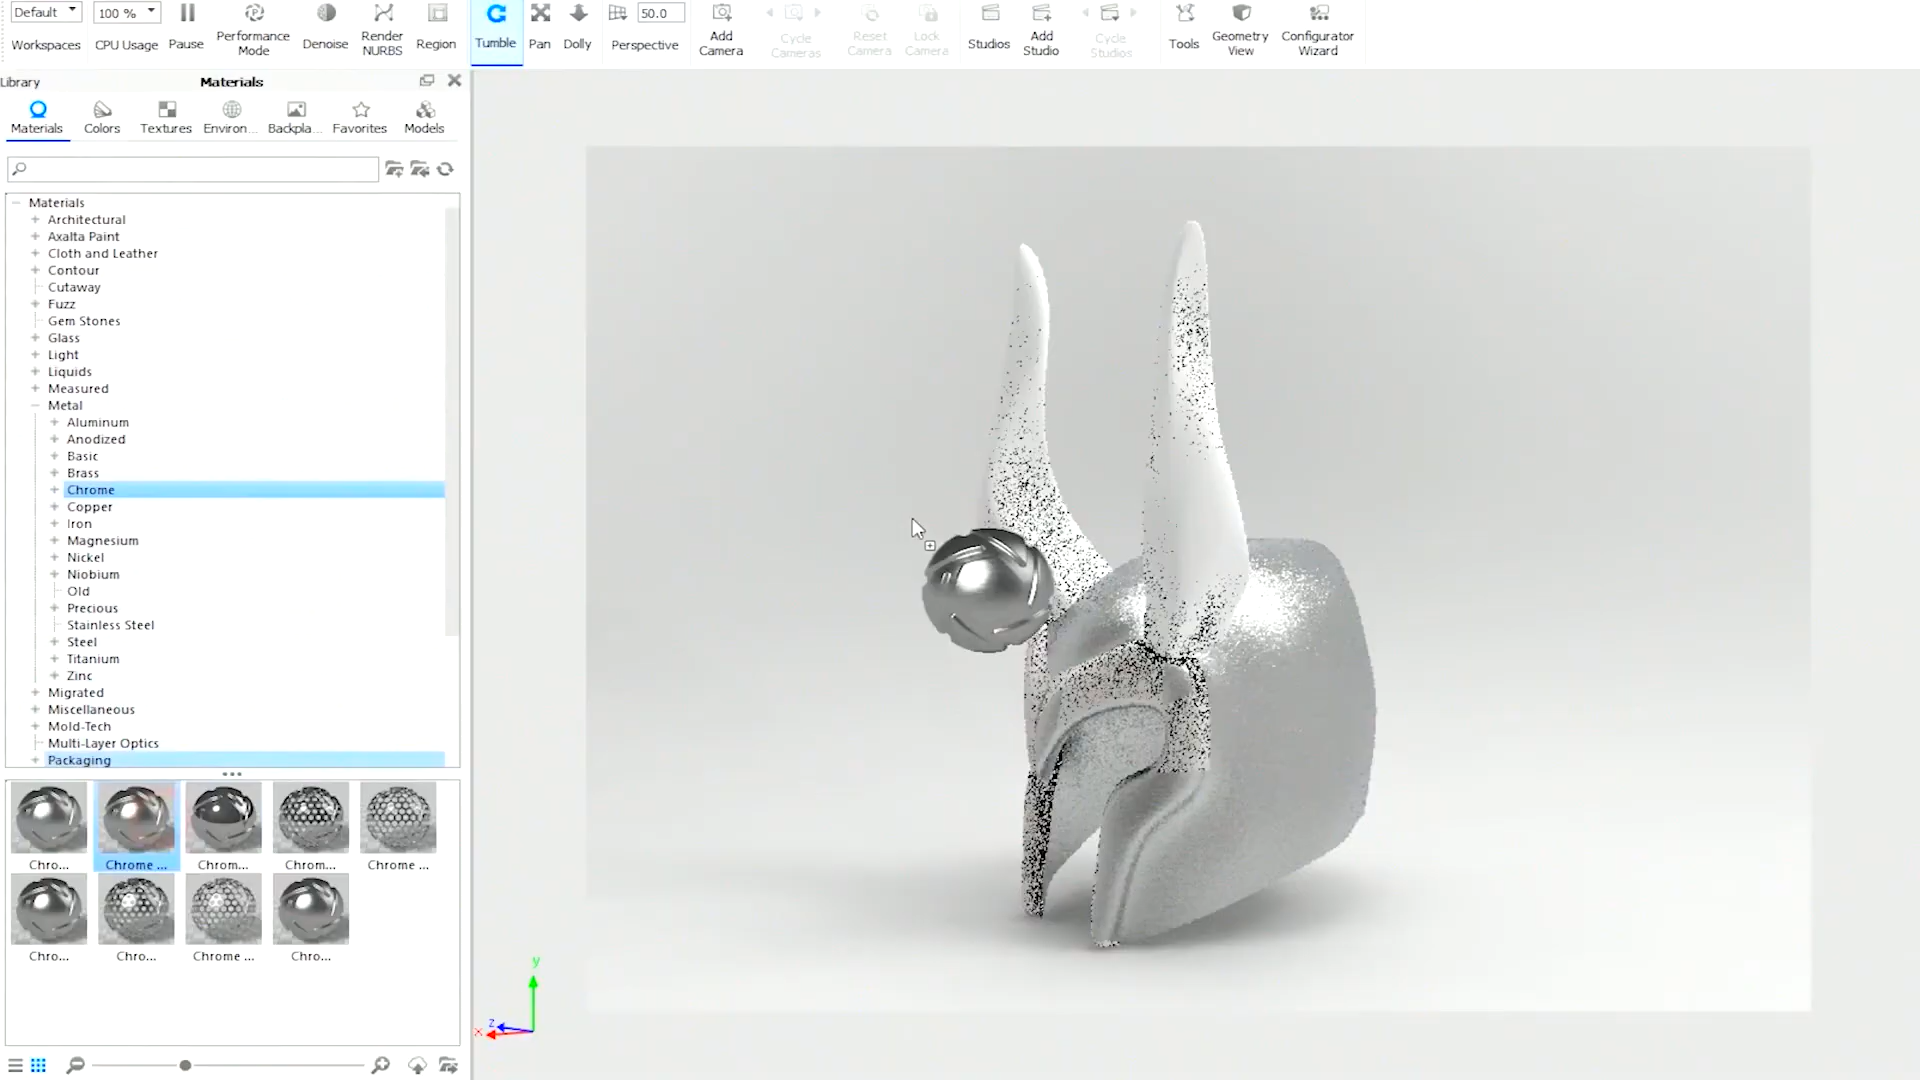 Default
100 %
50.0
Workspaces
CPU Usage
Pause
Performance
Mode
Denoise
Render
NURBS
Region
Tumble
Pan
Dolly
Perspective
Add
Camera
Cycle
Cameras
Reset
Camera
Lock
Camera
Studios
Add
Studio
Cycle
Studios
Tools
Geometry
View
Configurator
Wizard
Library
Materials
Materials
Colors
Textures
Environ...
Backpla...
Favorites
Models
Materials
Architectural
Axalta Paint
Cloth and Leather
Contour
Cutaway
Fuzz
Gem Stones
Glass
Light
Liquids
Measured
Metal
Aluminum
Anodized
Basic
Brass
Chrome
Copper
Iron
Magnesium
Nickel
Niobium
Old
Precious
Stainless Steel
Steel
Titanium
Zinc
Migrated
Miscellaneous
Mold-Tech
Multi-Layer Optics
Packaging
Chro...
Chrome ...
Chrom...
Chrom...
Chrome ...
Chro...
Chro...
Chrome ...
Chro...
y
z
x